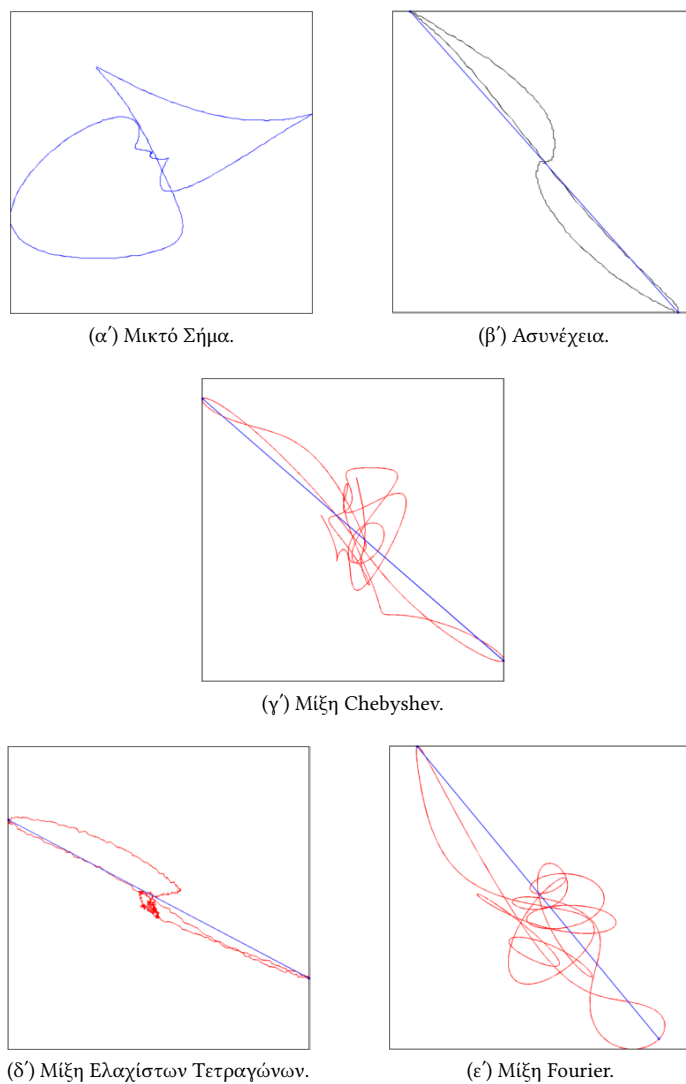 (α′) Μικτό Σήμα.
(β′) Ασυνέχεια.
(γ′) Μίξη Chebyshev.
(δ′) Μίξη Ελαχίστων Τετραγώνων.
(ε′) Μίξη Fourier.